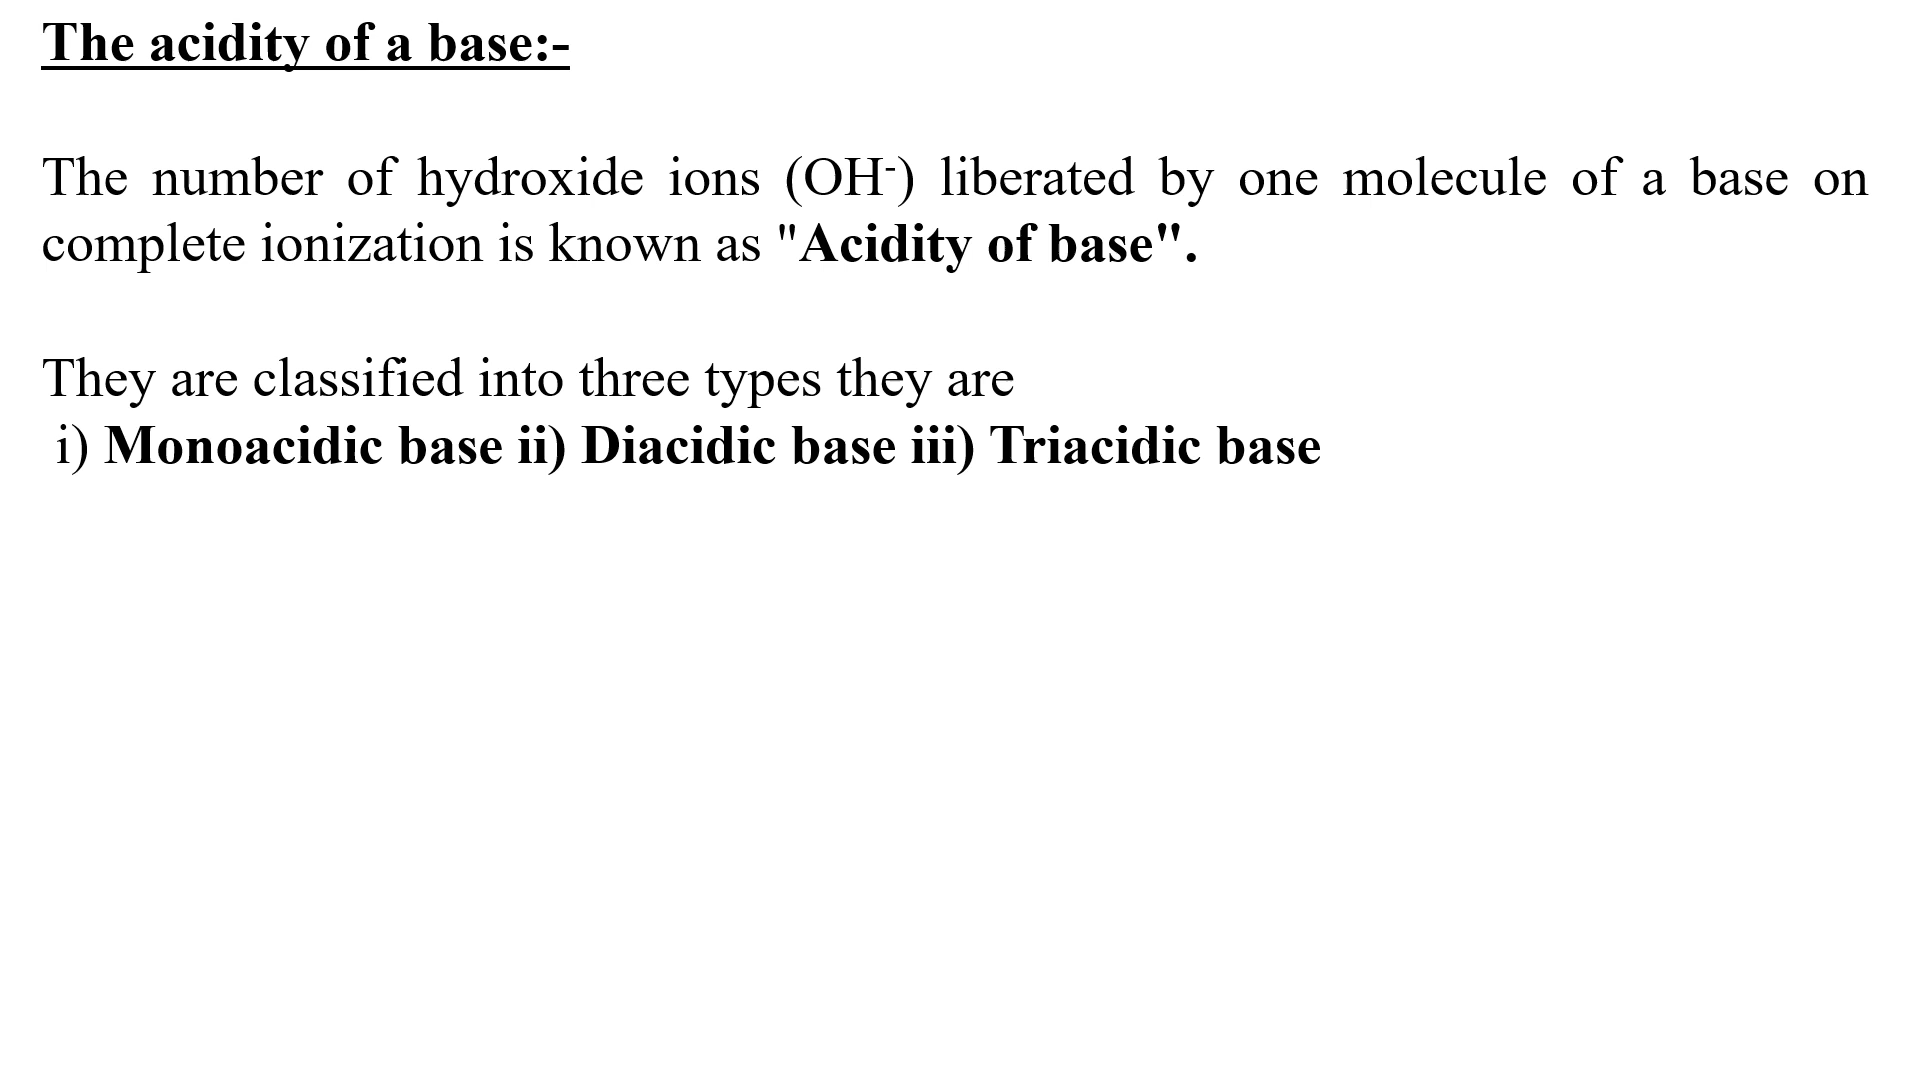 The acidity of a base:-
The number of hydroxide ions (OH⁻) liberated by one molecule of a base on
complete ionization is known as "Acidity of base".
They are classified into three types they are
i) Monoacidic base ii) Diacidic base iii) Triacidic base